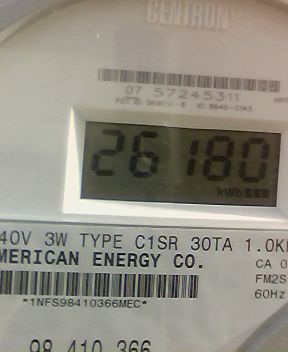 CENTRON®
07 57245311
26180
kWh
40V 3W TYPE C1SR 30TA 1.0K
MERICAN ENERGY CO.
CA 0
FM2S
60Hz
*1NFS98410366MEC*
98 410 366